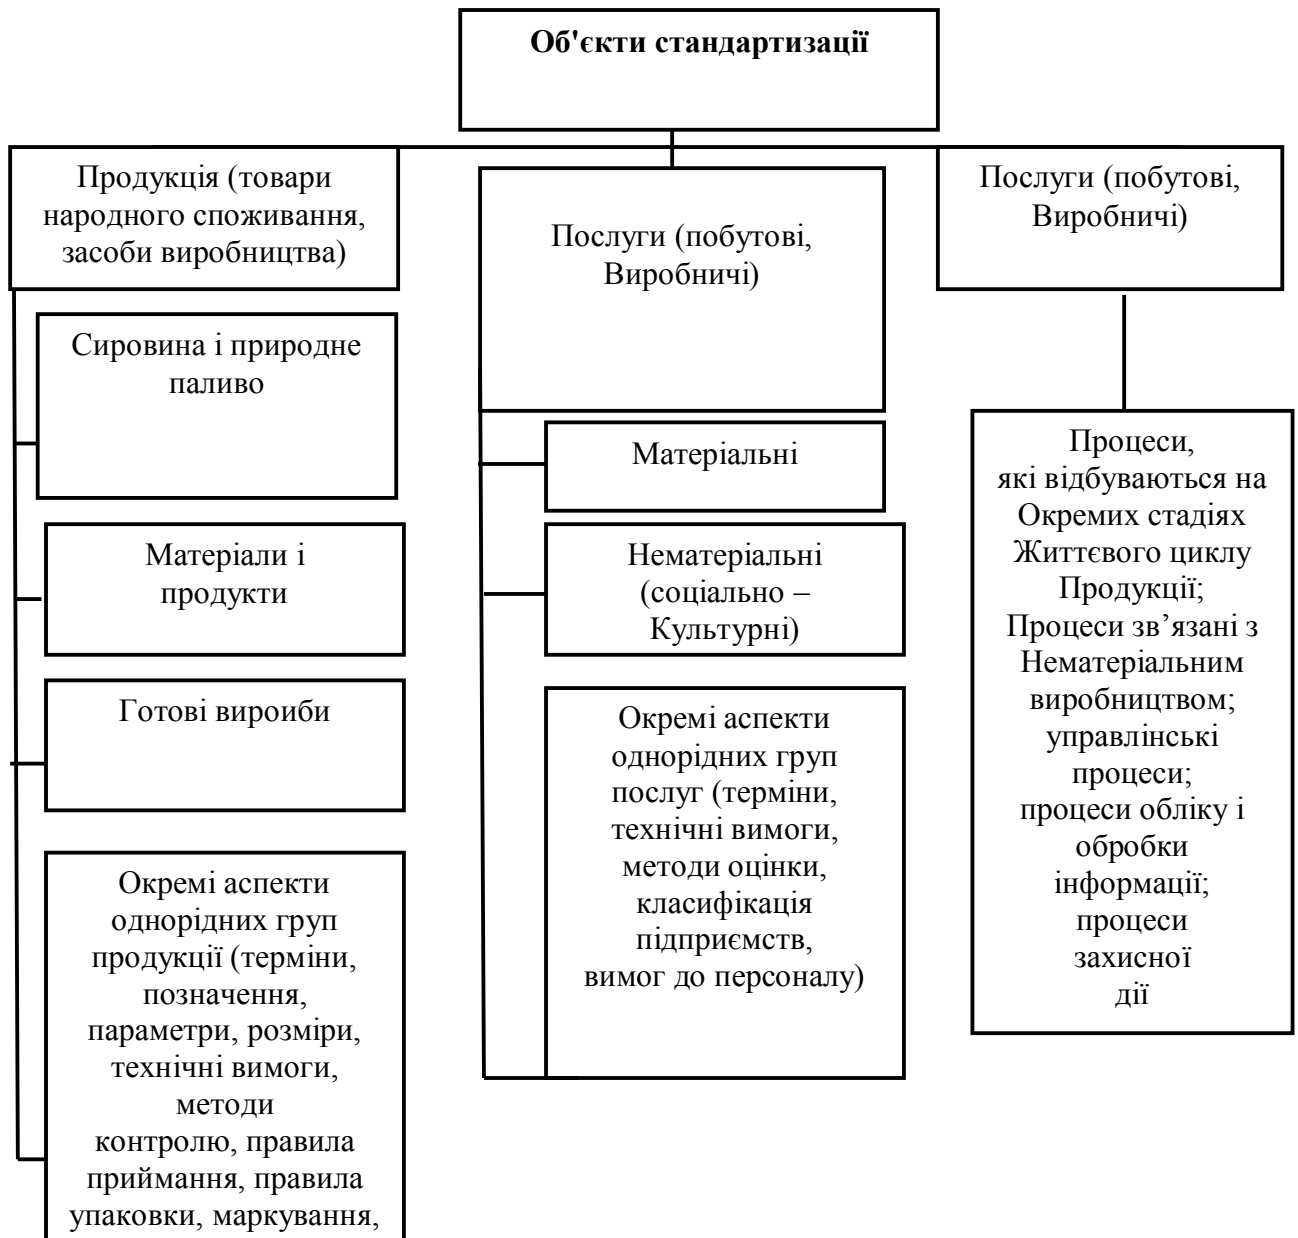 Об'єкти стандартизації
Продукція (товари
народного споживання,
засоби виробництва)
Сировина і природне
паливо
Матеріали і
продукти
Готові вироиби
Окремі аспекти
однорідних груп
продукції (терміни,
позначення,
параметри, розміри,
технічні вимоги,
методи
контролю, правила
приймання, правила
упаковки, маркування,
Послуги (побутові,
Виробничі)
Матеріальні
Нематеріальні
(соціально –
Культурні)
Окремі аспекти
однорідних груп
послуг (терміни,
технічні вимоги,
методи оцінки,
класифікація
підприємств,
вимог до персоналу)
Послуги (побутові,
Виробничі)
Процеси,
які відбуваються на
Окремих стадіях
Життєвого циклу
Продукції;
Процеси зв’язані з
Нематеріальним
виробництвом;
управлінські
процеси;
процеси обліку і
обробки
інформації;
процеси
захисної
дії